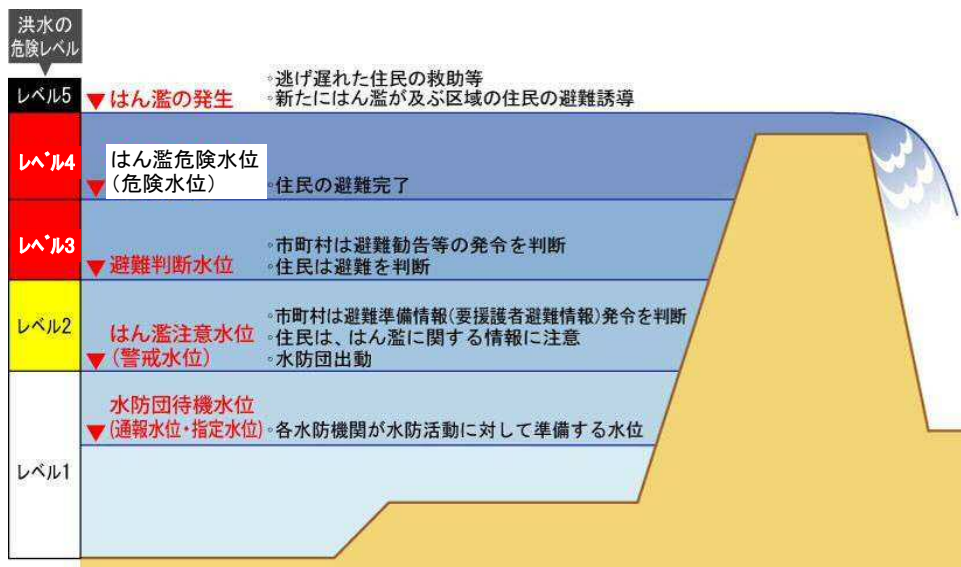 洪水の
危険レベル
レベル5
▼はん濫の発生
◦逃げ遅れた住民の救助等
◦新たにはん濫が及ぶ区域の住民の避難誘導
レベル4
はん濫危険水位
▼(危険水位)
◦住民の避難完了
レベル3
▼避難判断水位
◦市町村は避難勧告等の発令を判断
◦住民は避難を判断
レベル2
はん濫注意水位
▼(警戒水位)
◦市町村は避難準備情報(要援護者避難情報)発令を判断
◦住民は、はん濫に関する情報に注意
◦水防団出動
水防団待機水位
▼(通報水位・指定水位)
◦各水防機関が水防活動に対して準備する水位
レベル1